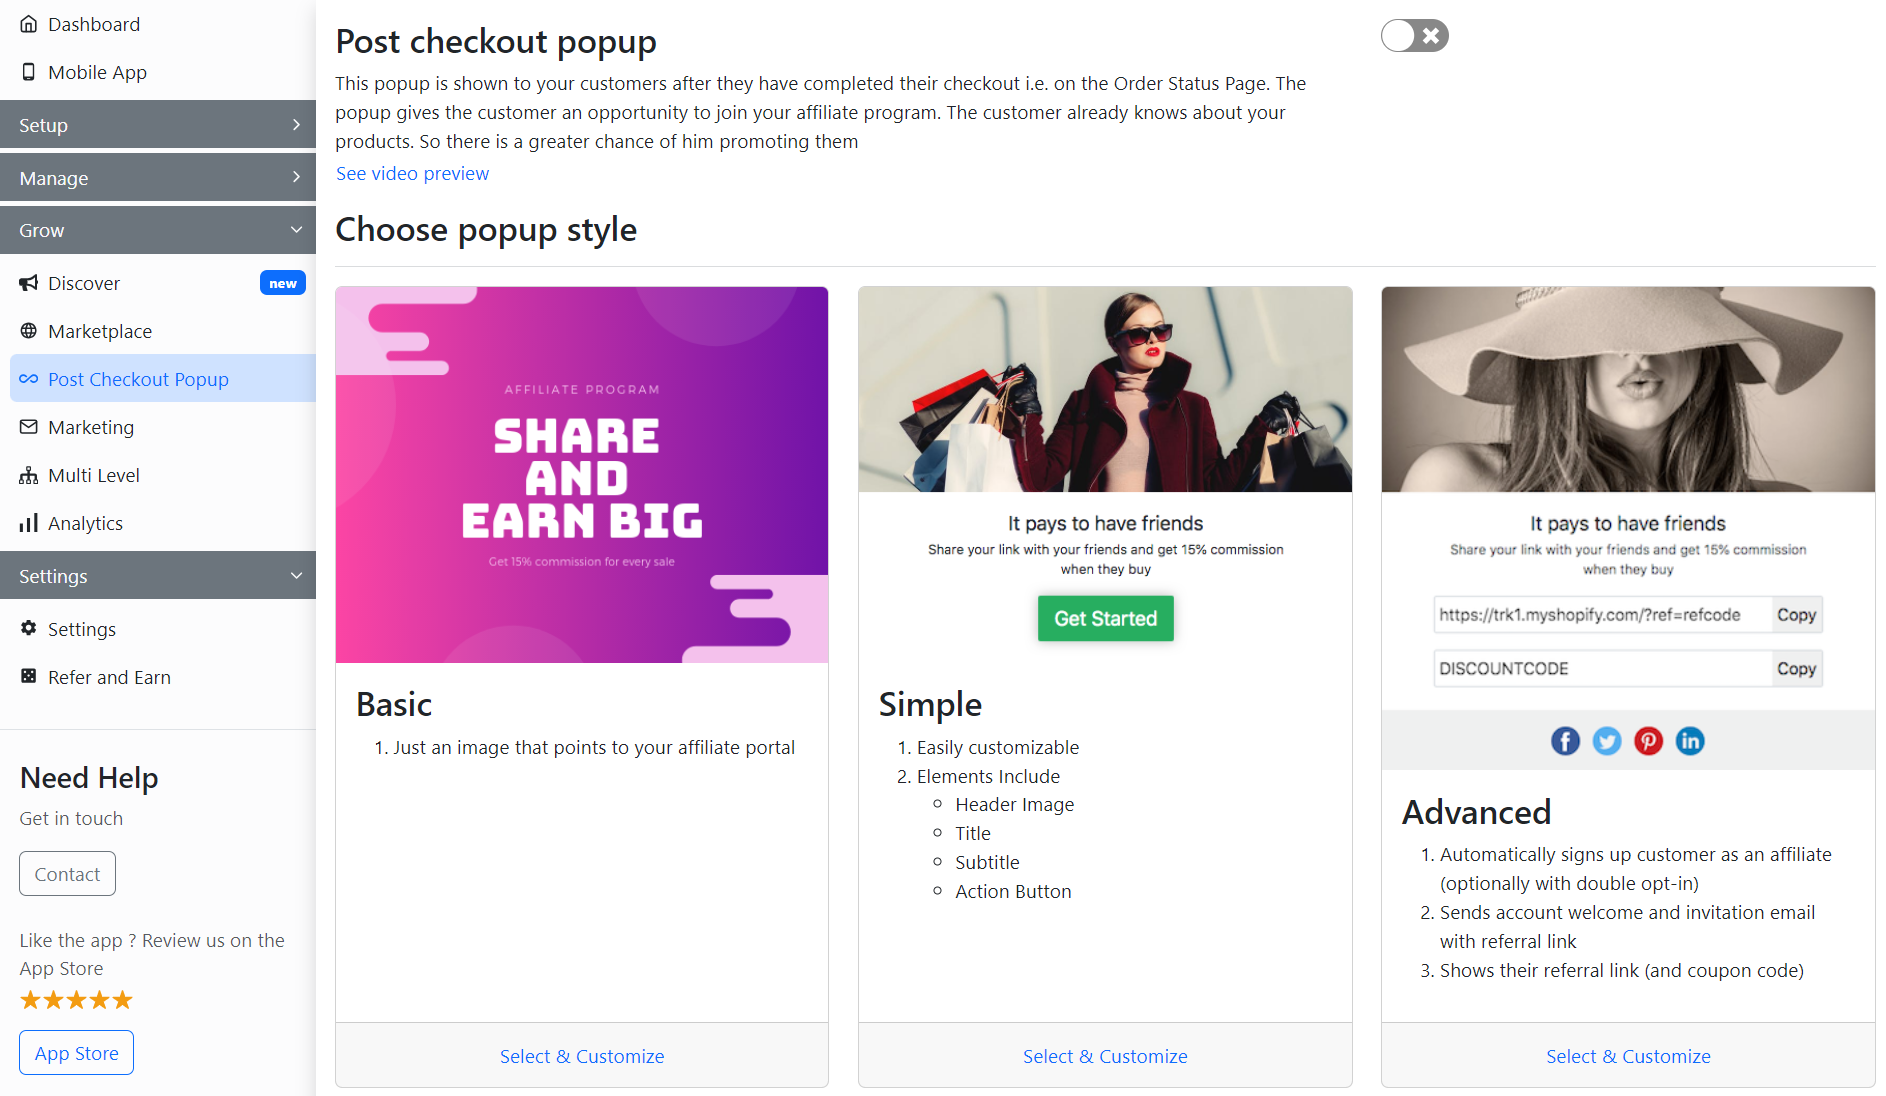 Dashboard
Mobile App
Setup
Manage
Grow
Discover
new
Marketplace
Post Checkout Popup
Marketing
Multi Level
Analytics
Settings
Settings
Refer and Earn
Need Help
Get in touch
Contact
Like the app ? Review us on the
App Store
App Store
Post checkout popup
This popup is shown to your customers after they have completed their checkout i.e. on the Order Status Page. The
popup gives the customer an opportunity to join your affiliate program. The customer already knows about your
products. So there is a greater chance of him promoting them
See video preview
Choose popup style
AFFILIATE PROGRAM
SHARE
AND
EARN BIG
Get 15% commission for every sale
Basic
1. Just an image that points to your affiliate portal
Select & Customize
It pays to have friends
Share your link with your friends and get 15% commission
when they buy
Get Started
Simple
1. Easily customizable
2. Elements Include
Header Image
Title
Subtitle
Action Button
Select & Customize
It pays to have friends
Share your link with your friends and get 15% commission
when they buy
https://trk1.myshopify.com/?ref=refcode Copy
DISCOUNTCODE Copy
Advanced
1. Automatically signs up customer as an affiliate
(optionally with double opt-in)
2. Sends account welcome and invitation email
with referral link
3. Shows their referral link (and coupon code)
Select & Customize